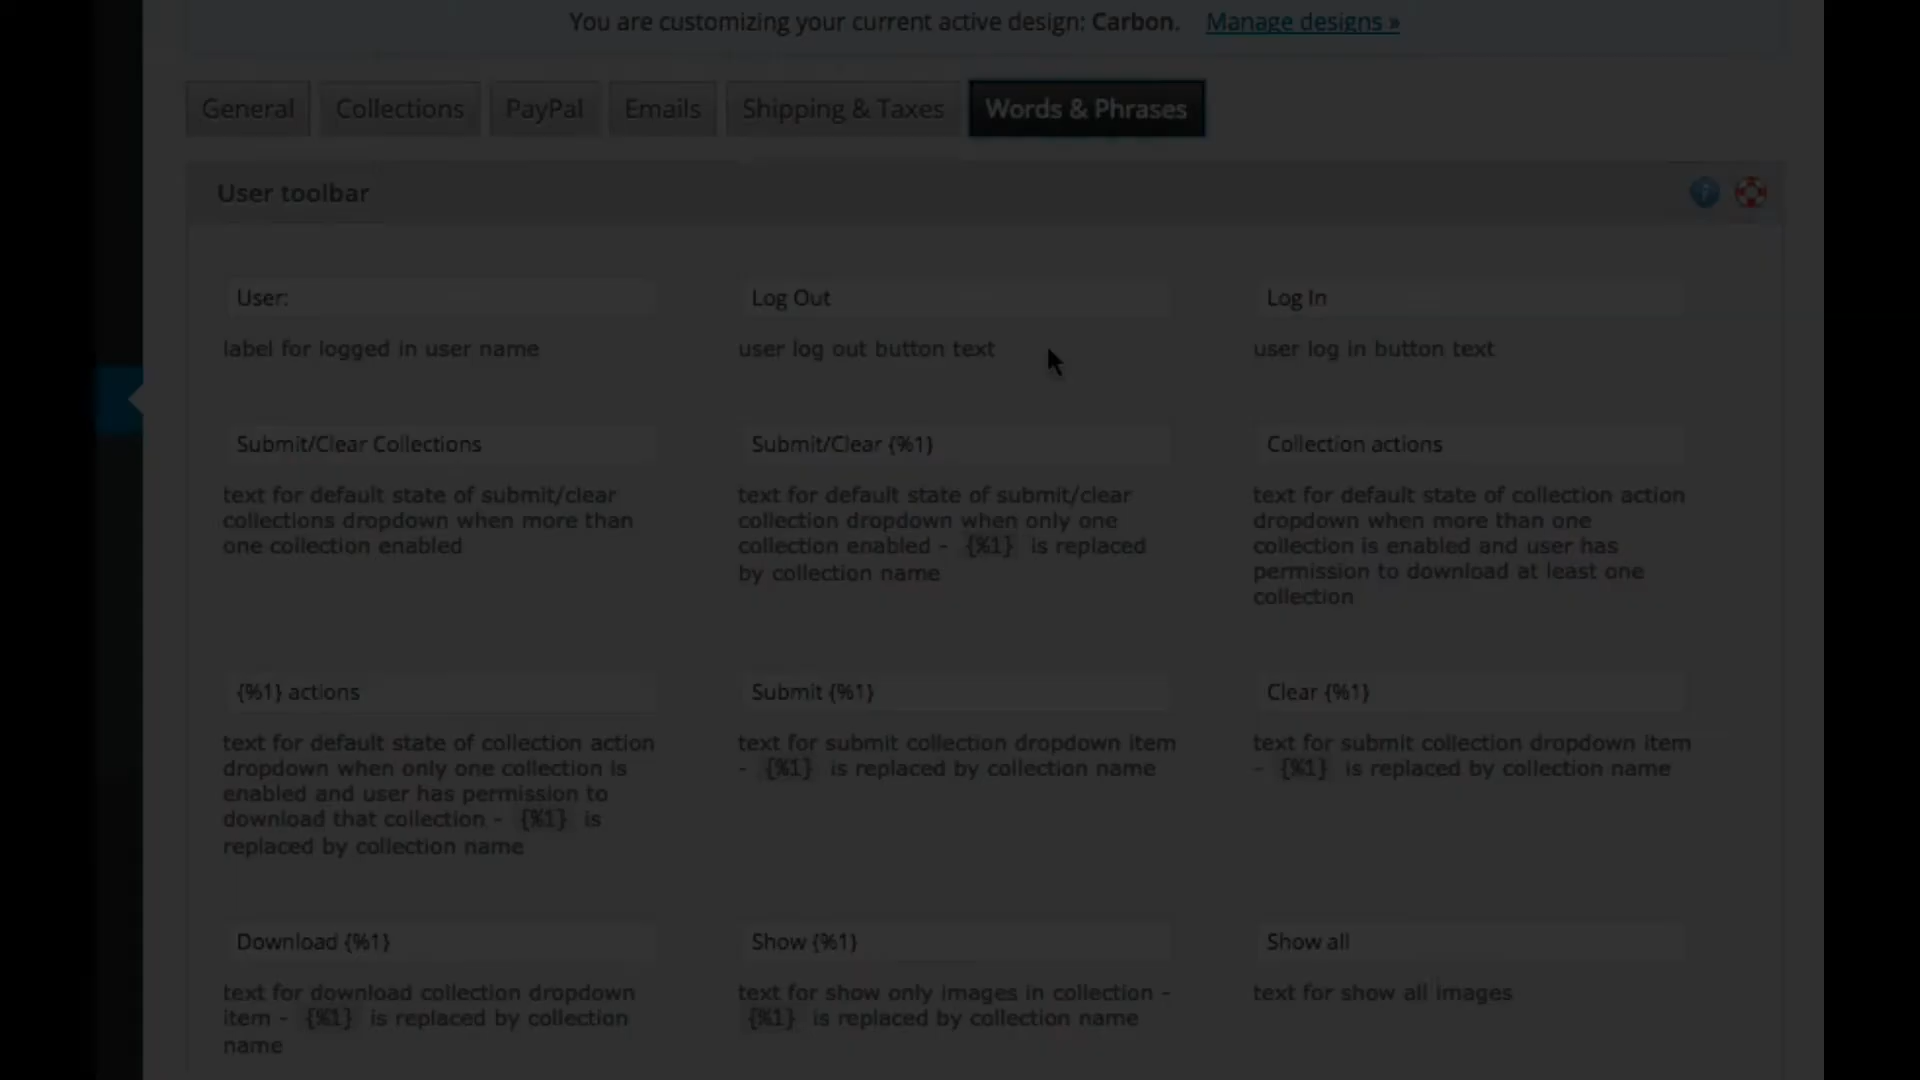 You are customizing your current active design: Carbon. Manage designs »
General Collections PayPal Emails Shipping & Taxes Words & Phrases
User toolbar
User: Log Out Log In
label for logged in user name user log out button text user log in button text
Submit/Clear Collections
text for default state of submit/clear
collections dropdown when more than
one collection enabled
Submit/Clear {%1}
text for default state of submit/clear
collection dropdown when only one
collection enabled - {%1} is replaced
by collection name
Collection actions
text for default state of collection action
dropdown when more than one
collection is enabled and user has
permission to download at least one
collection
{%1} actions
text for default state of collection action
dropdown when only one collection is
enabled and user has permission to
download that collection - {%1} is
replaced by collection name
Submit {%1}
text for submit collection dropdown item
- {%1} is replaced by collection name
Clear {%1}
text for submit collection dropdown item
- {%1} is replaced by collection name
Download {%1}
text for download collection dropdown
item - {%1} is replaced by collection
name
Show {%1}
text for show only images in collection -
{%1} is replaced by collection name
Show all
text for show all images